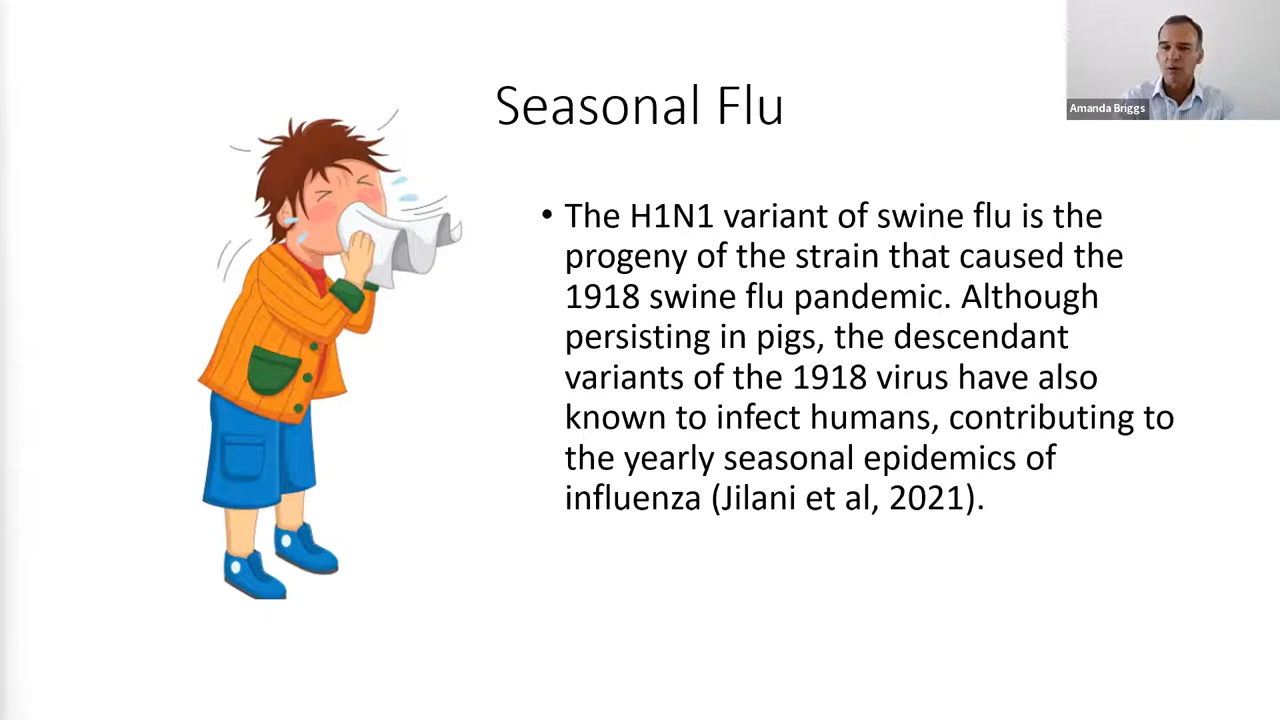 Seasonal Flu
Amanda Briggs
• The H1N1 variant of swine flu is the
progeny of the strain that caused the
1918 swine flu pandemic. Although
persisting in pigs, the descendant
variants of the 1918 virus have also
known to infect humans, contributing to
the yearly seasonal epidemics of
influenza (Jilani et al, 2021).